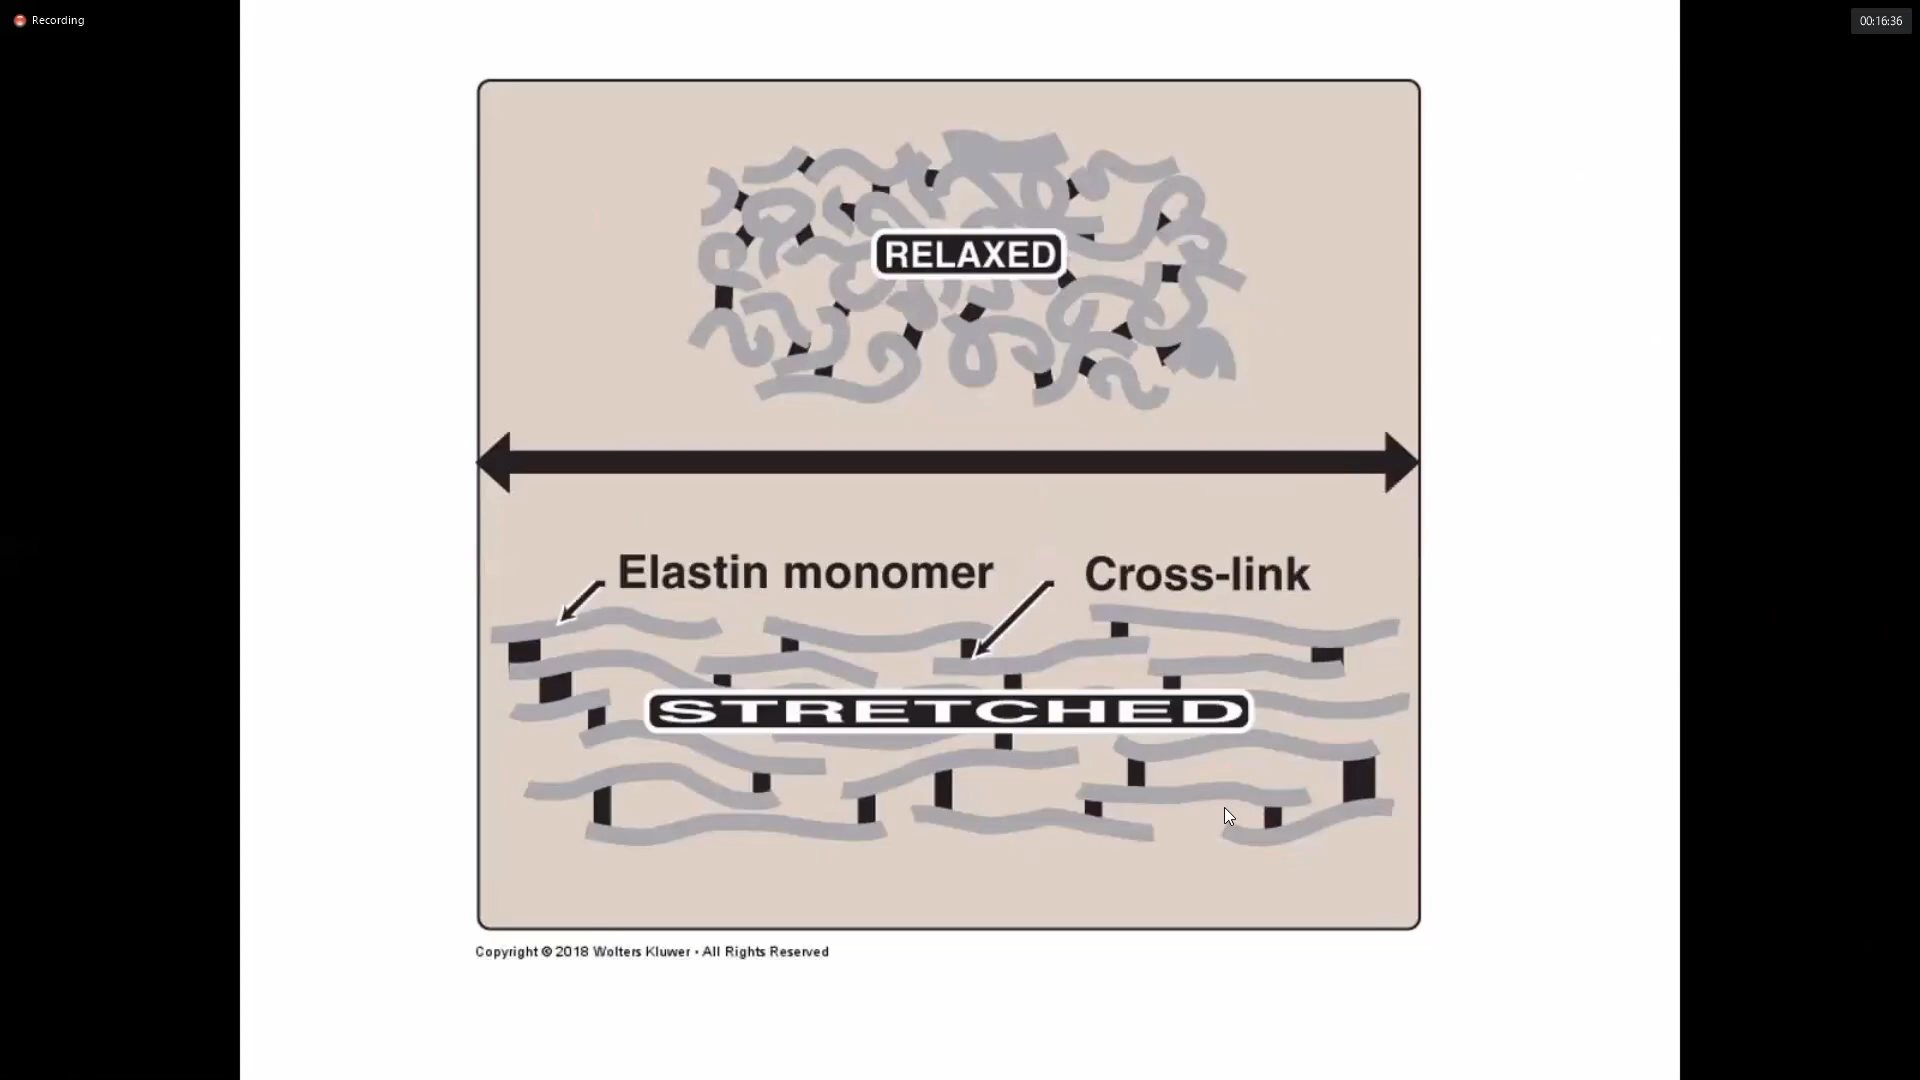 Recording
00:16:36
RELAXED
Elastin monomer
Cross-link
STRETCHED
Copyright © 2018 Wolters Kluwer • All Rights Reserved